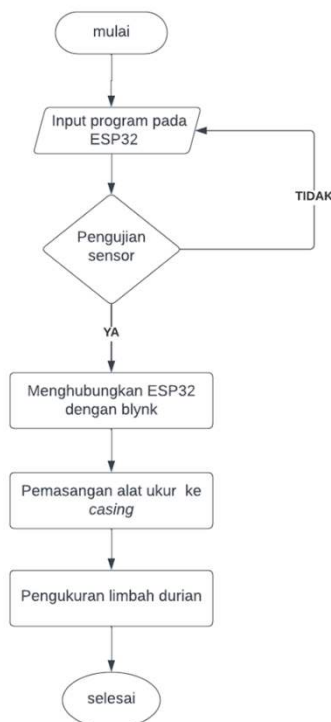 mulai
Input program pada
ESP32
TIDAK
Pengujian
sensor
YA
Menghubungkan ESP32
dengan blynk
Pemasangan alat ukur ke
casing
Pengukuran limbah durian
selesai